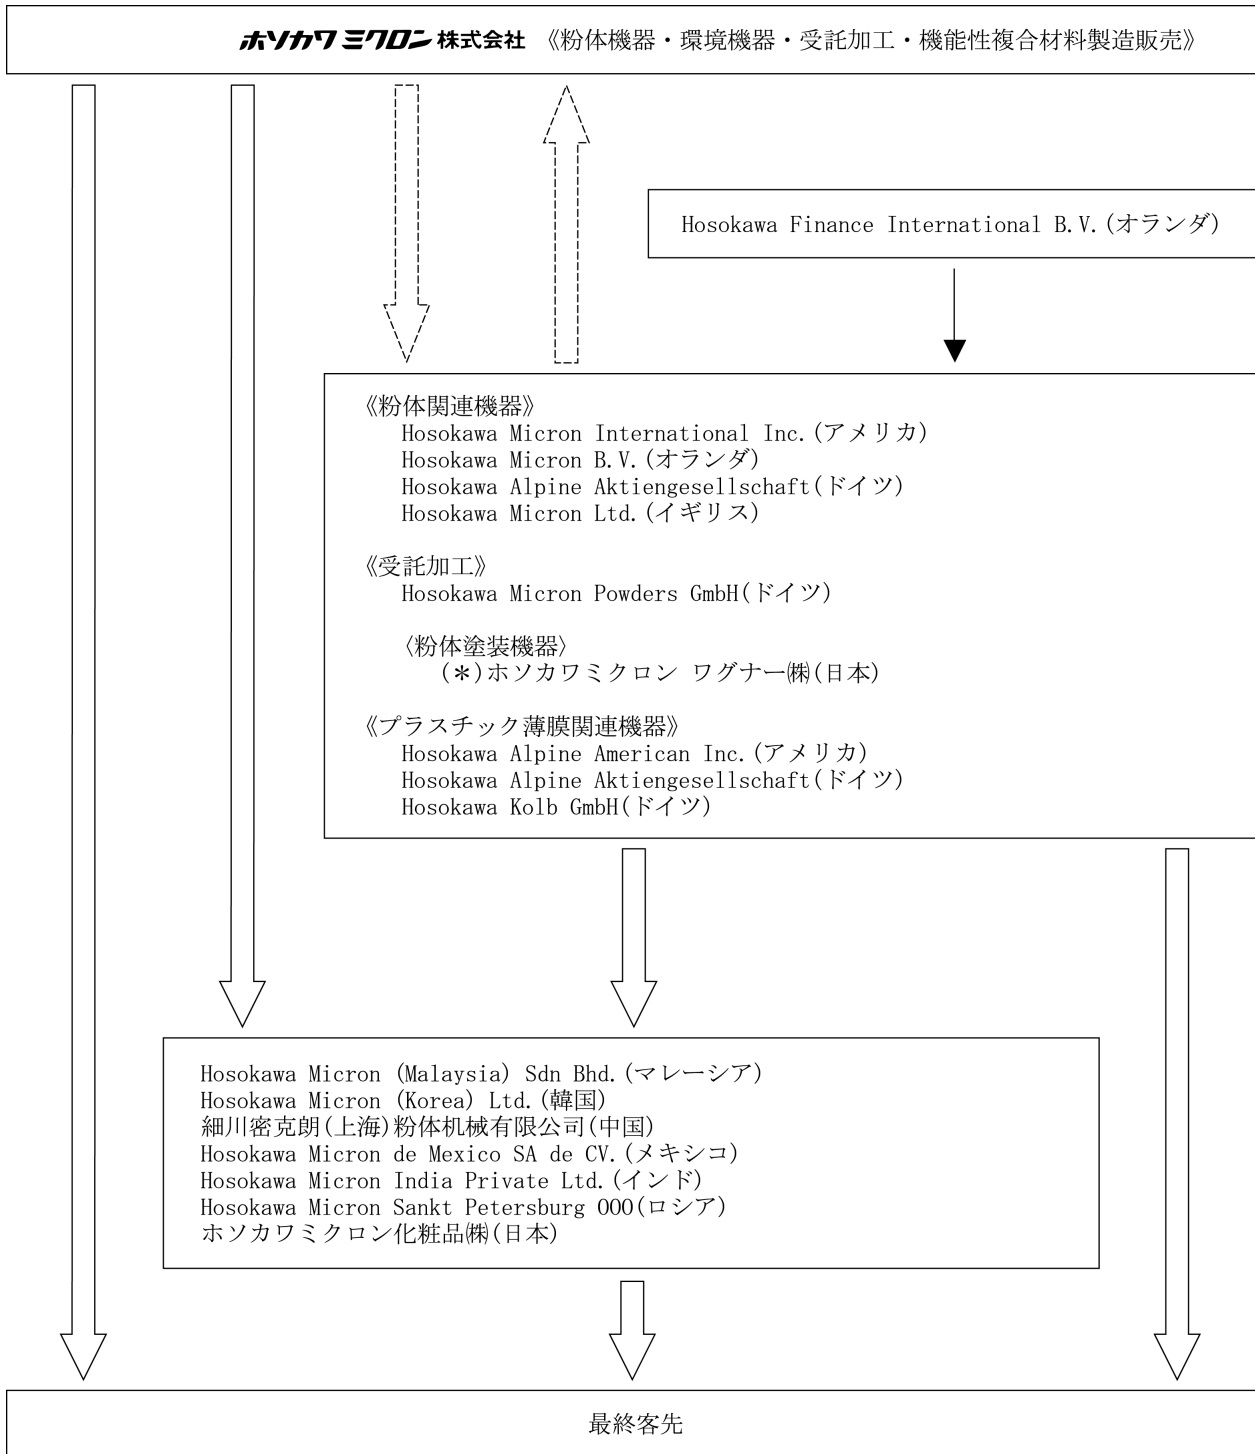 ホソカワミクロン株式会社 《粉体機器・環境機器・受託加工・機能性複合材料製造販売》
Hosokawa Finance International B.V.(オランダ)
《粉体関連機器》
Hosokawa Micron International Inc.(アメリカ)
Hosokawa Micron B.V.(オランダ)
Hosokawa Alpine Aktiengesellschaft(ドイツ)
Hosokawa Micron Ltd.(イギリス)
《受託加工》
Hosokawa Micron Powders GmbH(ドイツ)
〈粉体塗装機器〉
(＊)ホソカワミクロン ワグナー㈱(日本)
《プラスチック薄膜関連機器》
Hosokawa Alpine American Inc.(アメリカ)
Hosokawa Alpine Aktiengesellschaft(ドイツ)
Hosokawa Kolb GmbH(ドイツ)
Hosokawa Micron (Malaysia) Sdn Bhd.(マレーシア)
Hosokawa Micron (Korea) Ltd.(韓国)
細川密克朗(上海)粉体机械有限公司(中国)
Hosokawa Micron de Mexico SA de CV.(メキシコ)
Hosokawa Micron India Private Ltd.(インド)
Hosokawa Micron Sankt Petersburg OOO(ロシア)
ホソカワミクロン化粧品㈱(日本)
最終客先